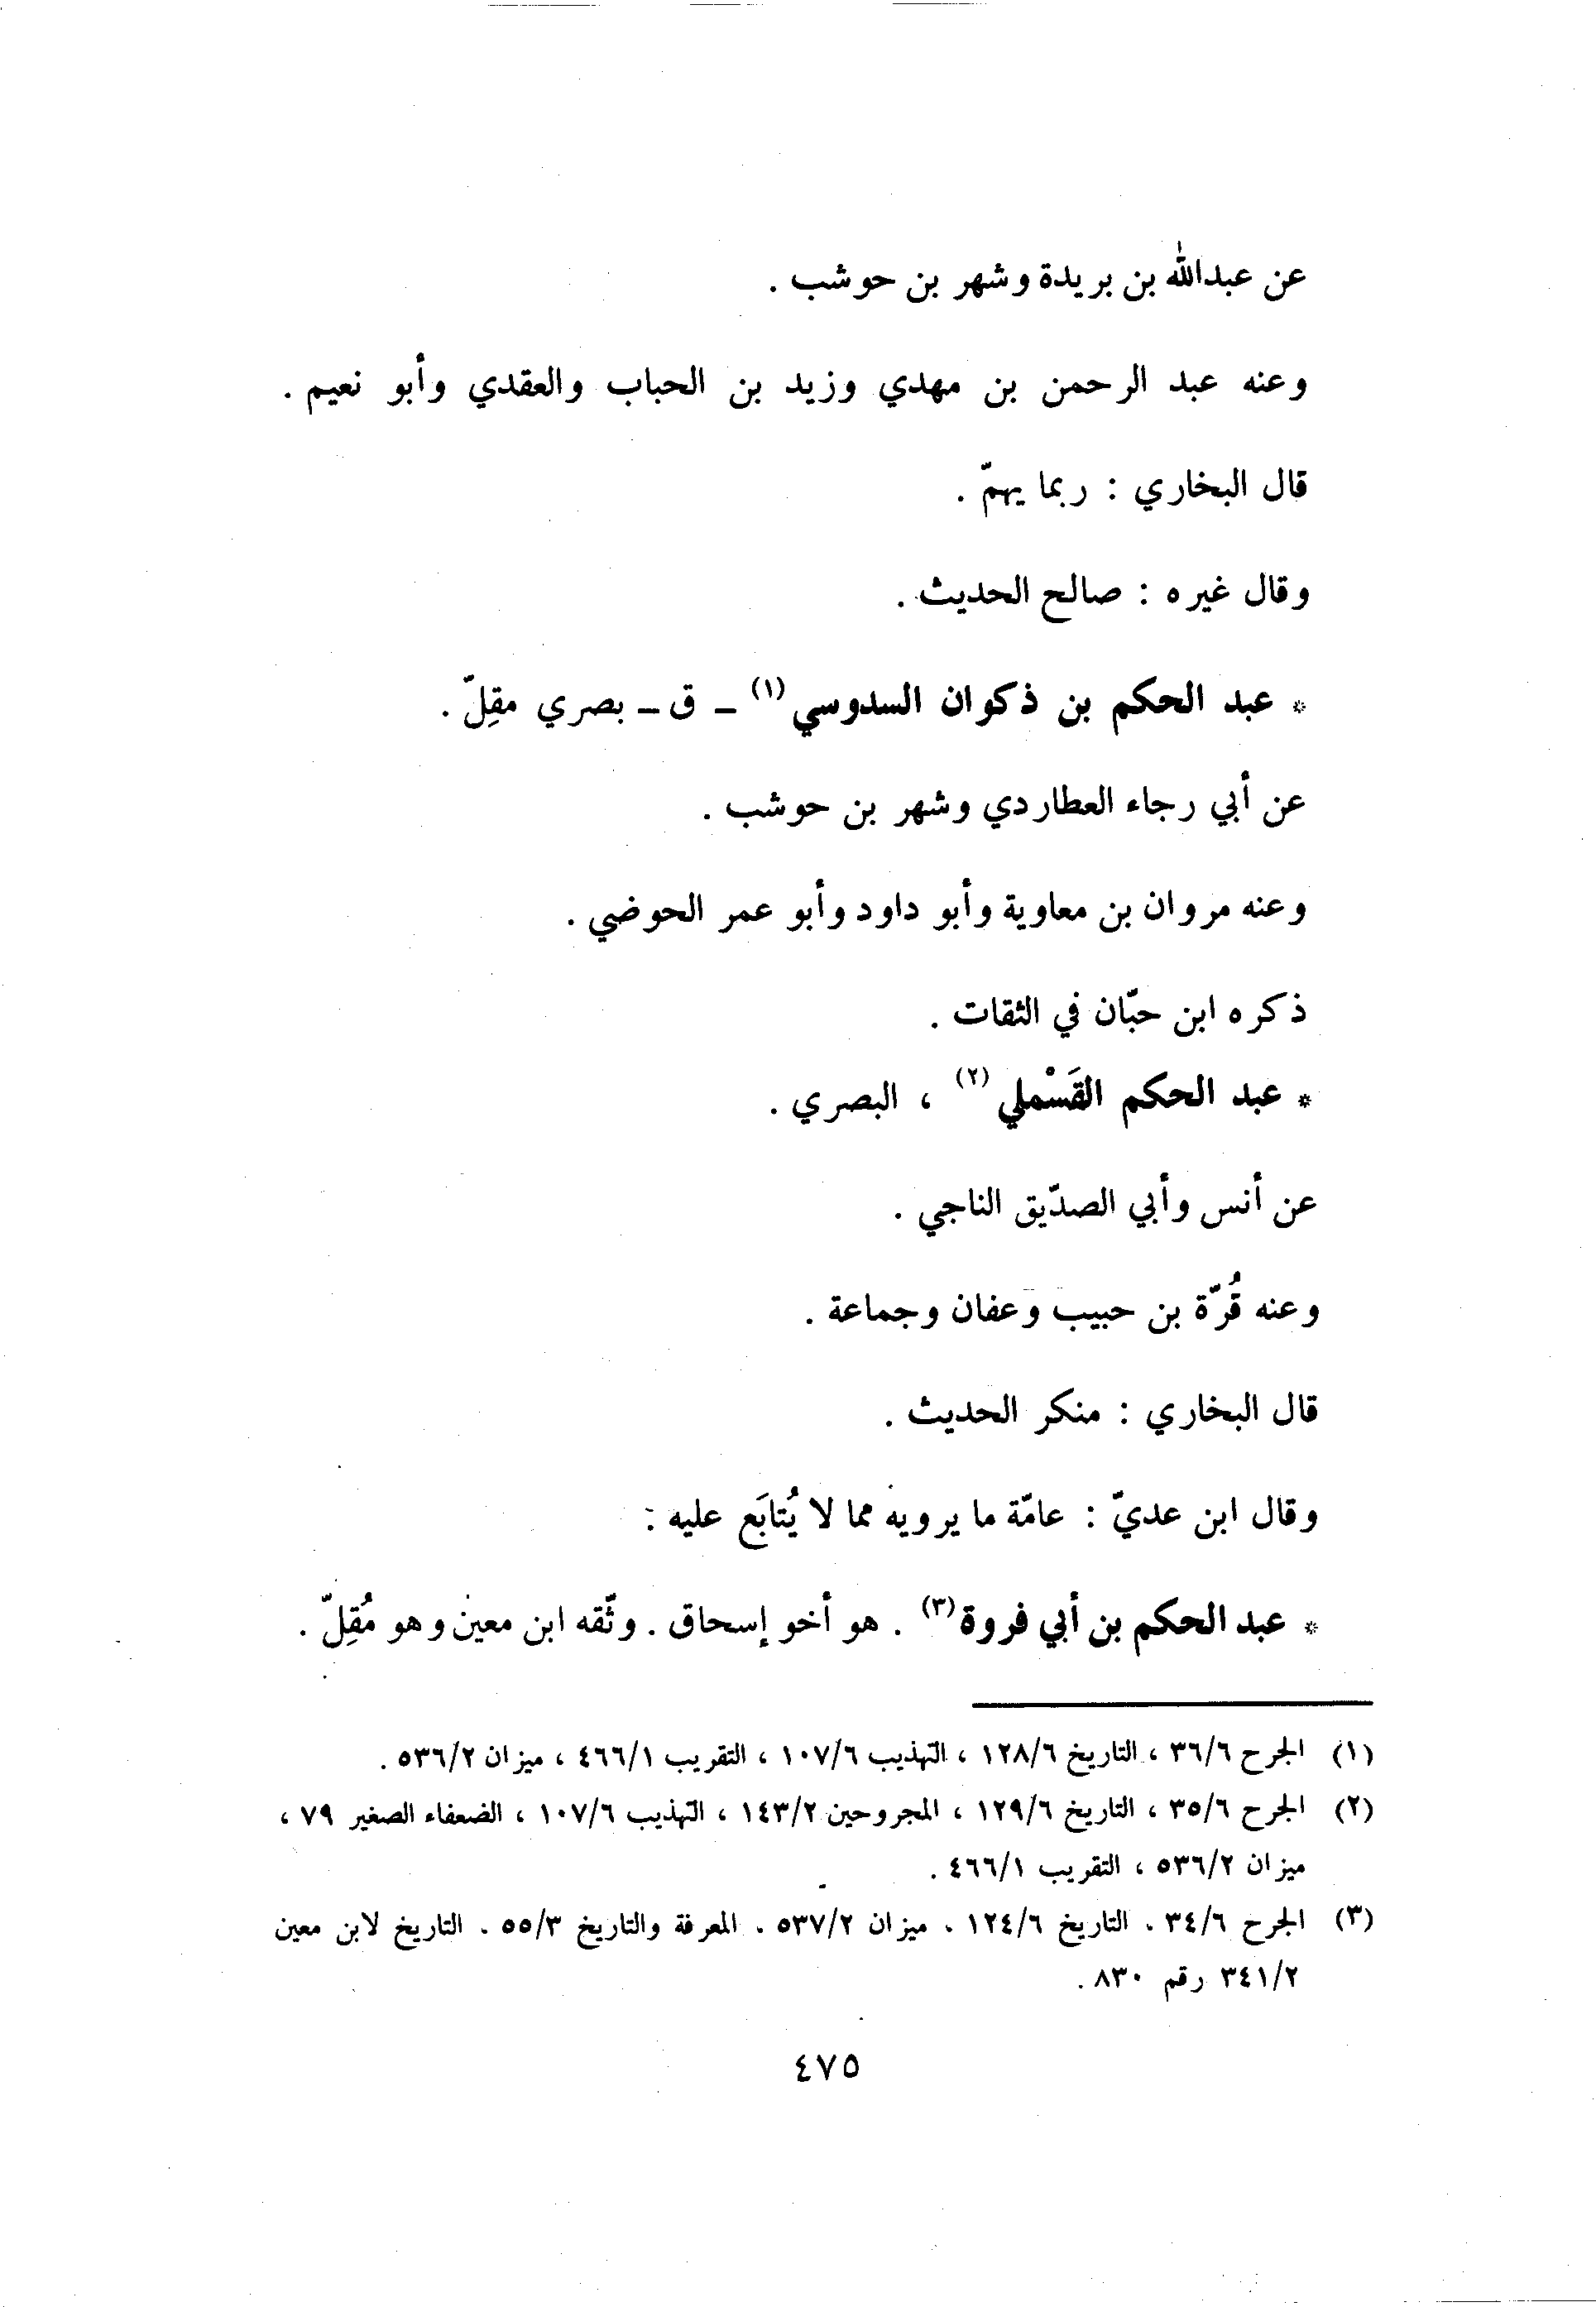 عن عبدالله بن بريدة وشهر بن حوشب .
وعنه عبد الرحمن بن مهدي وزيد بن الحباب والعقدي وأبو نعيم .
قال البخاري : ربما يهمّ .
وقال غيره : صالح الحديث .
* عبد الحكم بن ذكوان السدوسي (١) ـ ق ـ بصري مقِلّ .
عن أبي رجاء العطاردي وشهر بن حوشب .
وعنه مروان بن معاوية وأبو داود وأبو عمر الحوضي .
ذكره ابن حبّان في الثقات .
* عبد الحكم القَسْملي (٢) ، البصري .
عن أنس وأبي الصدّيق الناجي .
وعنه قُرّة بن حبيب وعفان وجماعة .
قال البخاري : منكر الحديث .
وقال ابن عديّ : عامّة ما يرويه مما لا يُتابَع عليه :
* عبد الحكم بن أبي فروة (٣) . هو أخو إسحاق . وثّقه ابن معين وهو مُقِلّ .
(١) الجرح ٣٦/٦ ، التاريخ ١٢٨/٦ ، التهذيب ١٠٧/٦ ، التقريب ٤٦٦/١ ، ميزان ٥٣٦/٢ .
(٢) الجرح ٣٥/٦ ، التاريخ ١٢٩/٦ ، المجروحين ١٤٣/٢ ، التهذيب ١٠٧/٦ ، الضعفاء الصغير ٧٩ ،
ميزان ٥٣٦/٢ ، التقريب ٤٦٦/١ .
(٣) الجرح ٣٤/٦ . التاريخ ١٢٤/٦ . ميزان ٥٣٧/٢ . المعرفة والتاريخ ٥٥/٣ . التاريخ لابن معين
٣٤١/٢ رقم ٨٣٠ .
٤٧٥